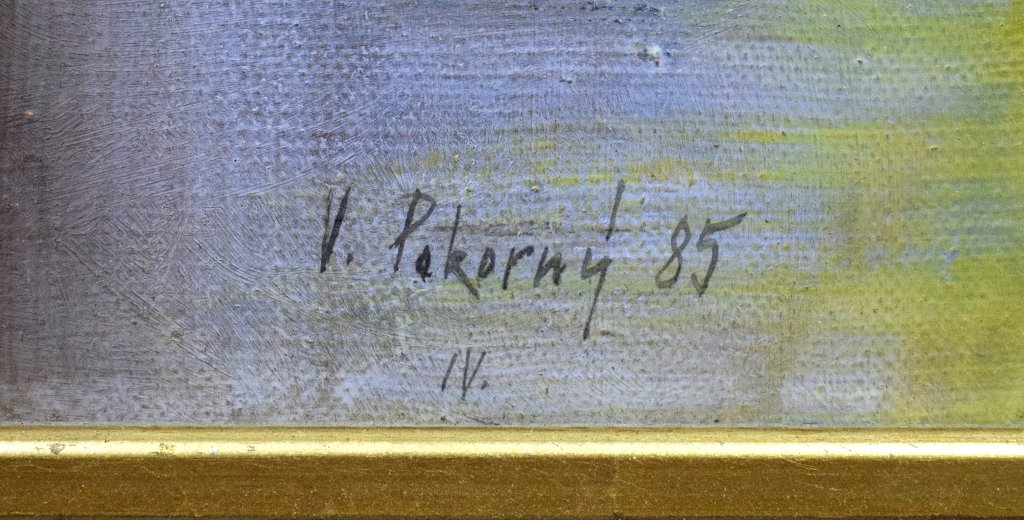 V. Pokorný 85
IV.